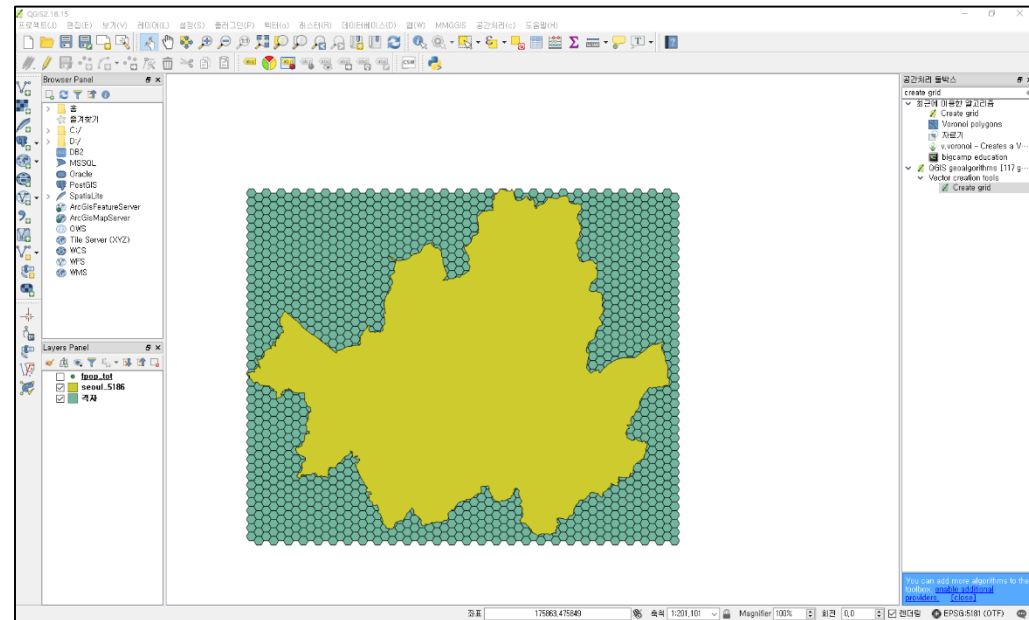 QGIS2.18.15
프로젝트(J) 편집(E) 보기(V) 레이어(L) 설정(S) 플러그인(P) 벡터(o) 래스터(R) 데이터베이스(D) 웹(W) MMQGIS 공간처리(c) 도움말(H)
CSW
Browser Panel
홈
즐겨찾기
C:/
D:/
DB2
MSSQL
Oracle
PostGIS
SpatiaLite
ArcGisFeatureServer
ArcGisMapServer
OWS
Tile Server (XYZ)
WCS
WFS
WMS
Layers Panel
fpop_tot
seoul_5186
격자
공간처리 툴박스
create grid
최근에 이용한 알고리즘
Create grid
Voronoi polygons
자르기
v.voronoi - Creates a V…
bigcamp education
QGIS geoalgorithms [117 g…
Vector creation tools
Create grid
You can add more algorithms to the
toolbox, enable additional
providers. [close]
좌표 175863,475849 축척 1:201,101 Magnifier 100% 회전 0,0 렌더링 EPSG:5181 (OTF)